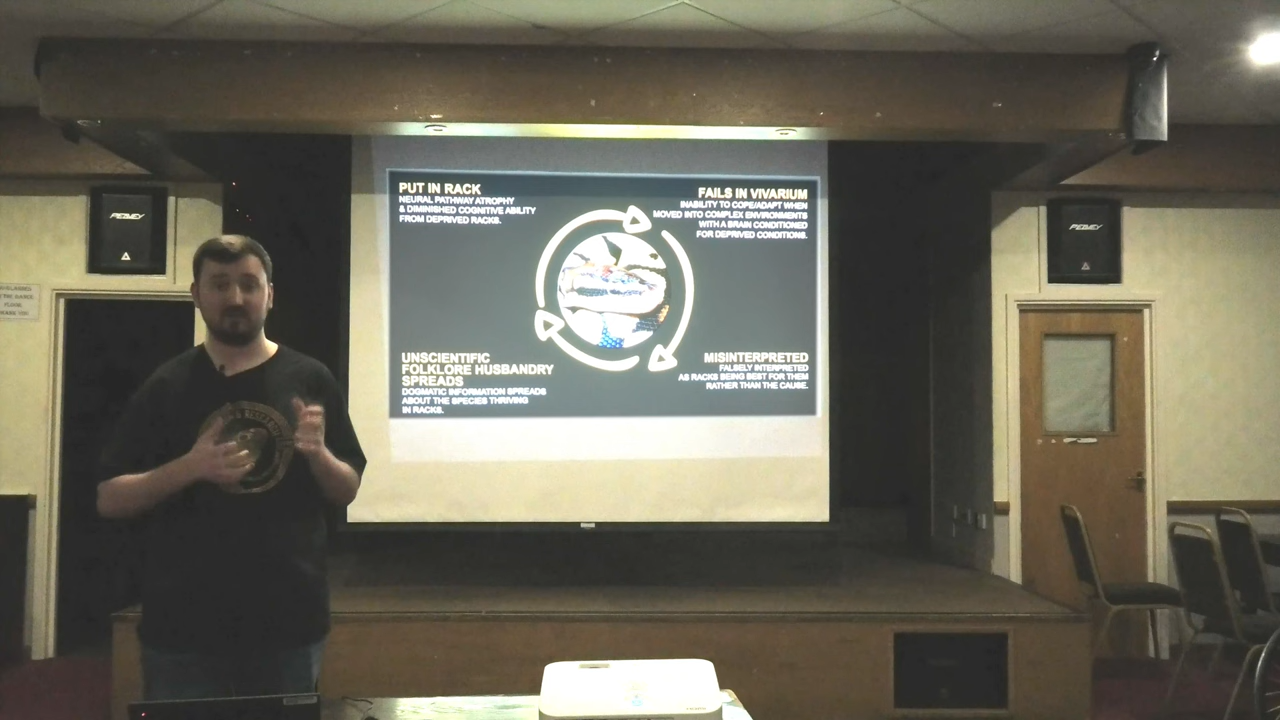 PUT IN RACK
NEURAL PATHWAY ATROPHY
& DIMINISHED COGNITIVE ABILITY
FROM DEPRIVED RACKS.
FAILS IN VIVARIUM
INABILITY TO COPE/ADAPT WHEN
MOVED INTO COMPLEX ENVIRONMENTS
WITH A BRAIN CONDITIONED
FOR DEPRIVED CONDITIONS.
UNSCIENTIFIC
FOLKLORE HUSBANDRY
SPREADS
DOGMATIC INFORMATION SPREADS
ABOUT THE SPECIES THRIVING
IN RACKS.
MISINTERPRETED
FALSELY INTERPRETED
AS RACKS BEING BEST FOR THEM
RATHER THAN THE CAUSE.
PEAVEY
PEAVEY